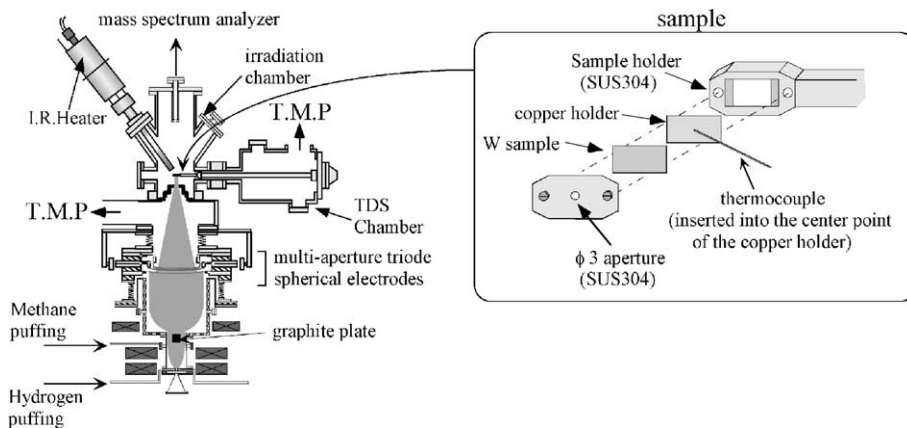 mass spectrum analyzer
I.R.Heater
irradiation
chamber
T.M.P
T.M.P
TDS
Chamber
multi-aperture triode
spherical electrodes
Methane
puffing
graphite plate
Hydrogen
puffing
sample
Sample holder
(SUS304)
copper holder
W sample
thermocouple
(inserted into the center point
of the copper holder)
ϕ 3 aperture
(SUS304)